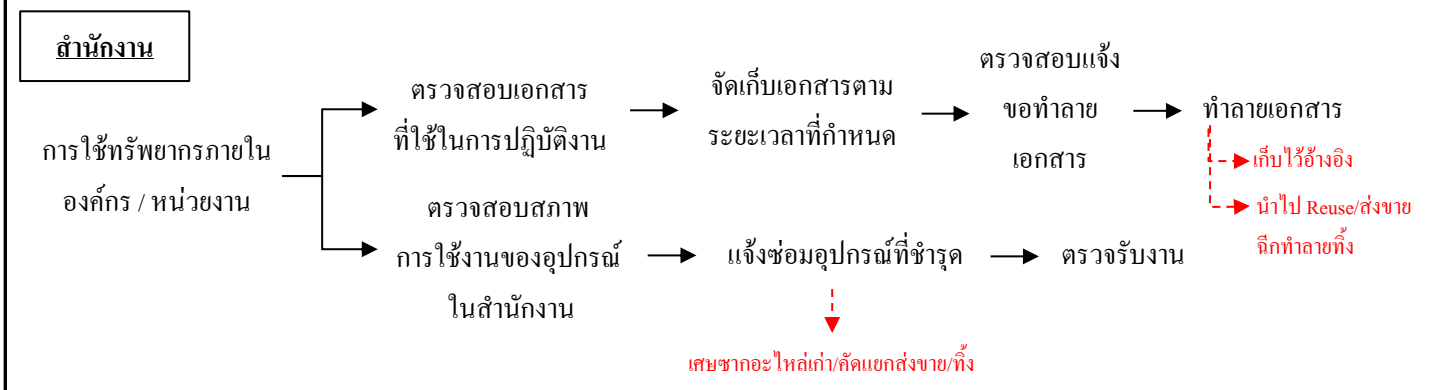 สำนักงาน
การใช้ทรัพยากรภายใน
องค์กร / หน่วยงาน
ตรวจสอบเอกสาร
ที่ใช้ในการปฏิบัติงาน
จัดเก็บเอกสารตาม
ระยะเวลาที่กำหนด
ตรวจสอบแจ้ง
ขอทำลาย
เอกสาร
ทำลายเอกสาร
เก็บไว้อ้างอิง
นำไป Reuse/ส่งขาย
ฉีกทำลายทิ้ง
ตรวจสอบสภาพ
การใช้งานของอุปกรณ์
ในสำนักงาน
แจ้งซ่อมอุปกรณ์ที่ชำรุด
ตรวจรับงาน
เศษซากอะไหล่เก่า/คัดแยกส่งขาย/ทิ้ง